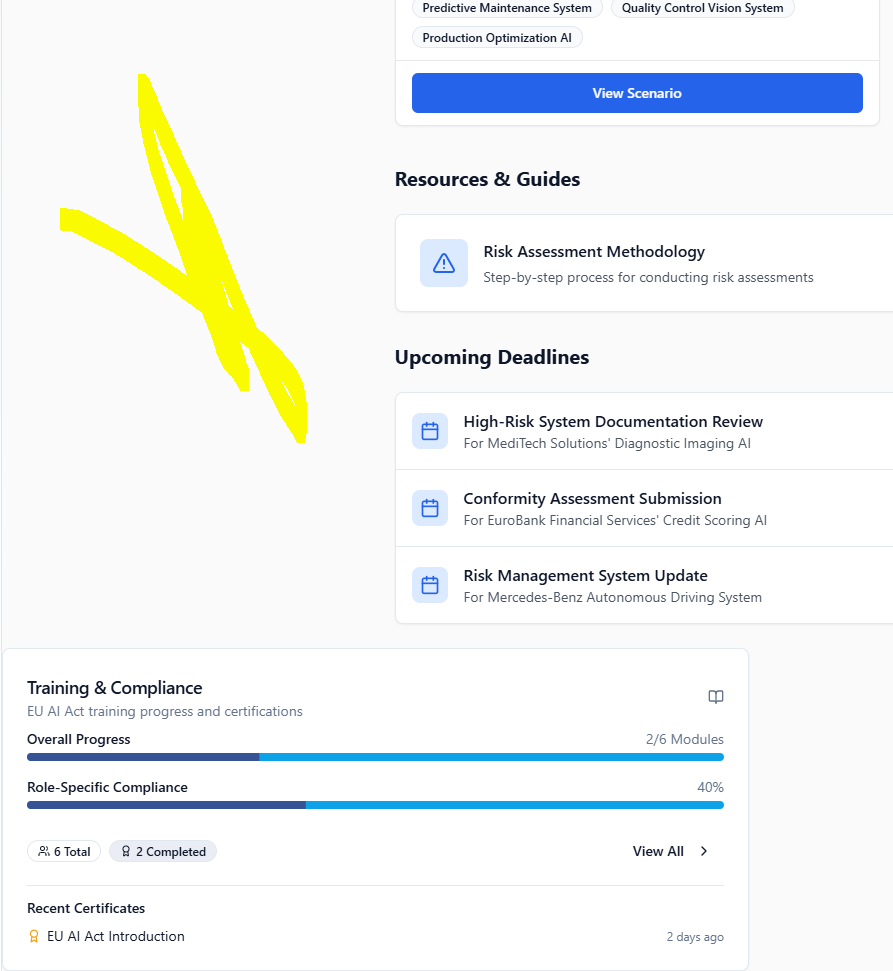 Predictive Maintenance System
Quality Control Vision System
Production Optimization AI
View Scenario
Resources & Guides
Risk Assessment Methodology
Step-by-step process for conducting risk assessments
Upcoming Deadlines
High-Risk System Documentation Review
For MediTech Solutions' Diagnostic Imaging AI
Conformity Assessment Submission
For EuroBank Financial Services' Credit Scoring AI
Risk Management System Update
For Mercedes-Benz Autonomous Driving System
Training & Compliance
EU AI Act training progress and certifications
Overall Progress 2/6 Modules
Role-Specific Compliance 40%
6 Total 2 Completed View All
Recent Certificates
EU AI Act Introduction 2 days ago